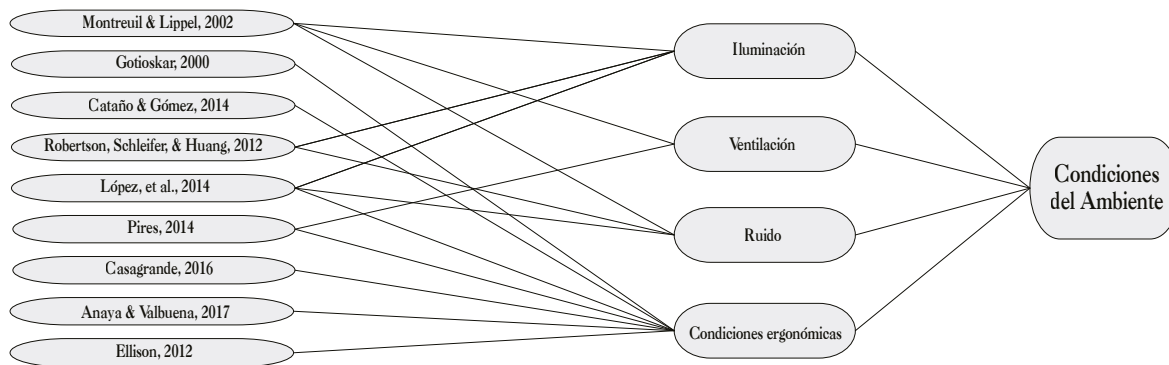 Montreuil & Lippel, 2002
Gotioskar, 2000
Cataño & Gómez, 2014
Robertson, Schleifer, & Huang, 2012
López, et al., 2014
Pires, 2014
Casagrande, 2016
Anaya & Valbuena, 2017
Ellison, 2012
Iluminación
Ventilación
Ruido
Condiciones ergonómicas
Condiciones
del Ambiente